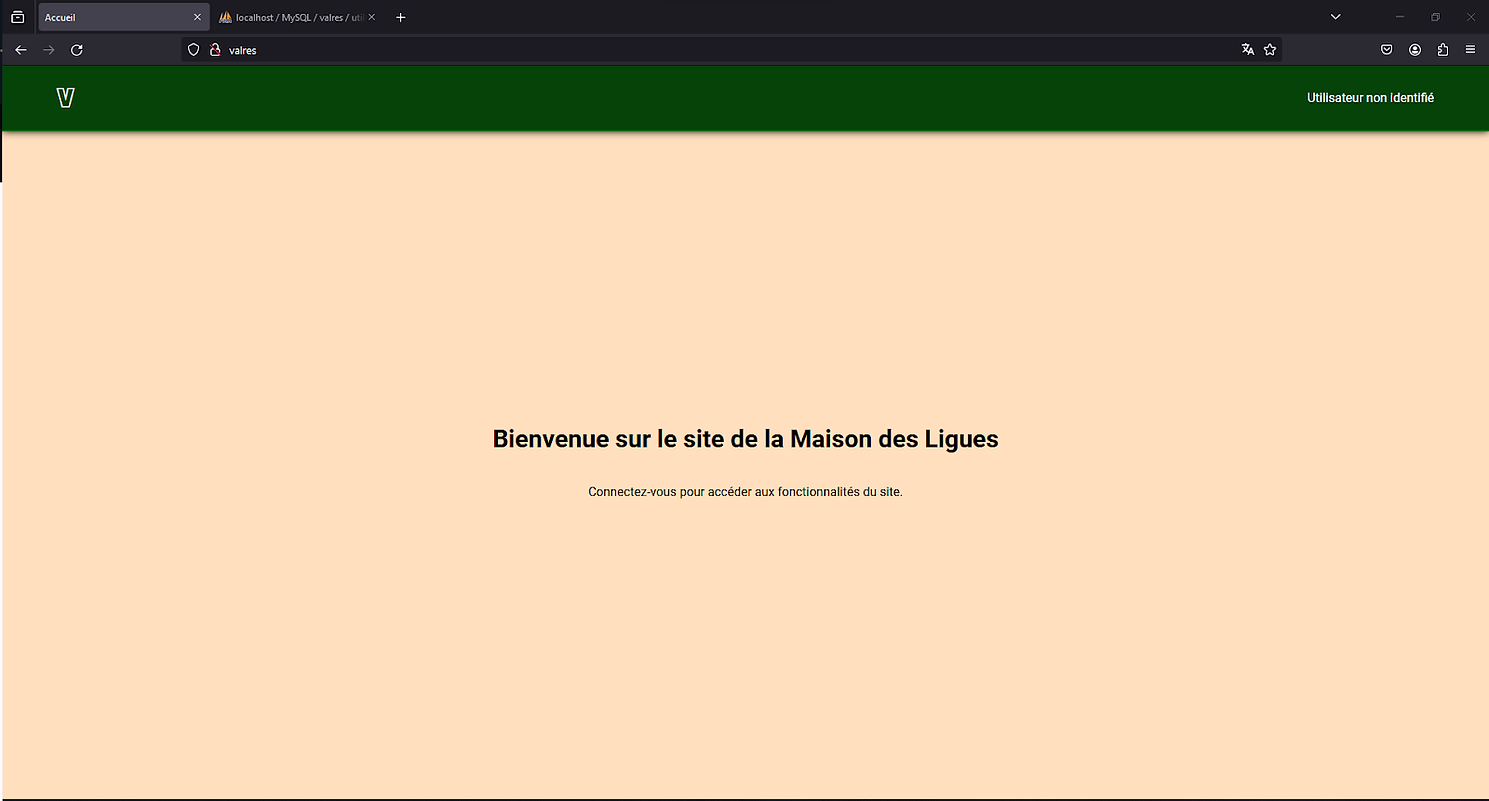 Accueil
localhost / MySQL / valres / uti
valres
V
Utilisateur non Identifié
Bienvenue sur le site de la Maison des Ligues
Connectez-vous pour accéder aux fonctionnalités du site.